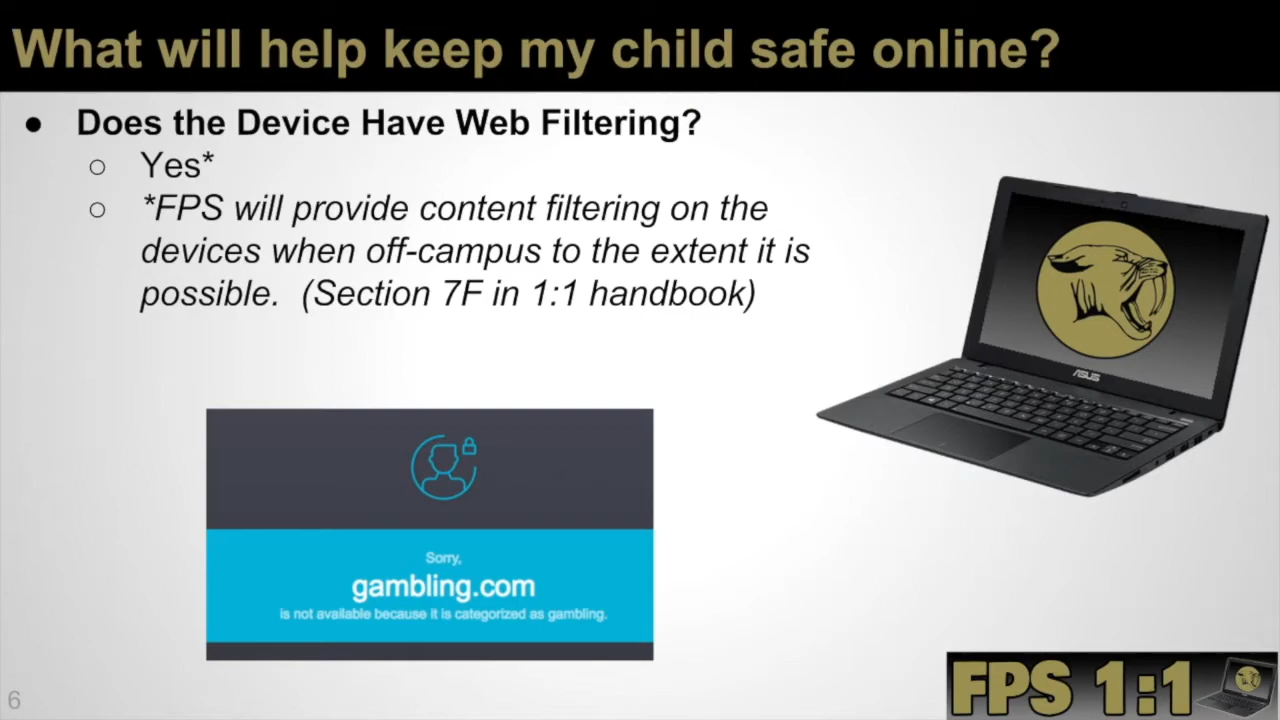 What will help keep my child safe online?
● Does the Device Have Web Filtering?
○ Yes*
○ *FPS will provide content filtering on the
devices when off-campus to the extent it is
possible.  (Section 7F in 1:1 handbook)
ASUS
Sorry,
gambling.com
is not available because it is categorized as gambling.
6
FPS 1:1